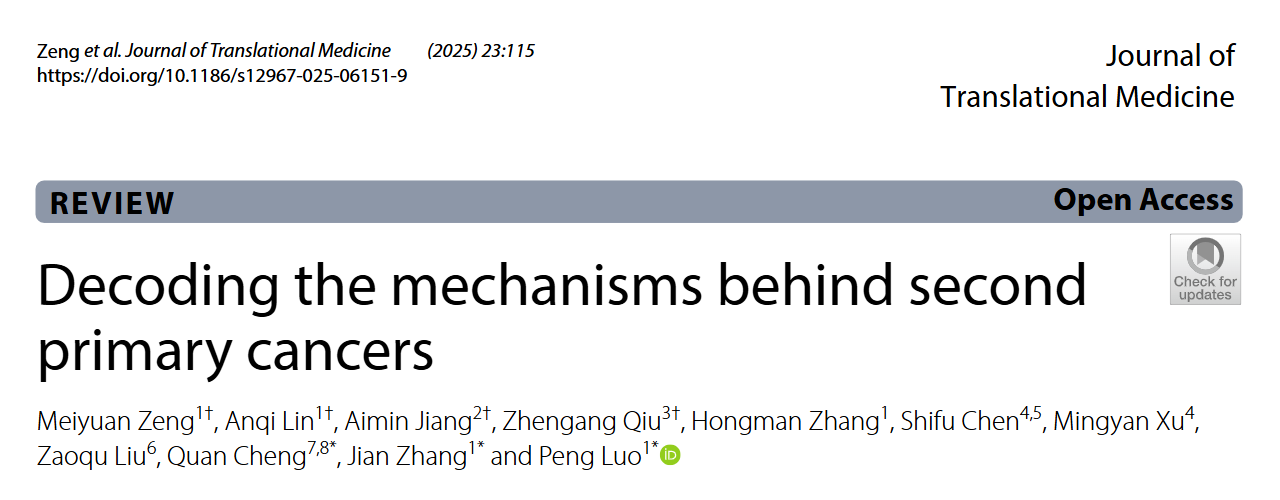 Zeng et al. Journal of Translational Medicine (2025) 23:115
https://doi.org/10.1186/s12967-025-06151-9
Journal of
Translational Medicine
REVIEW
Open Access
Decoding the mechanisms behind second
primary cancers
Check for
updates
Meiyuan Zeng1†, Anqi Lin1†, Aimin Jiang2†, Zhengang Qiu3†, Hongman Zhang1, Shifu Chen4,5, Mingyan Xu4,
Zaoqu Liu6, Quan Cheng7,8*, Jian Zhang1* and Peng Luo1* iD